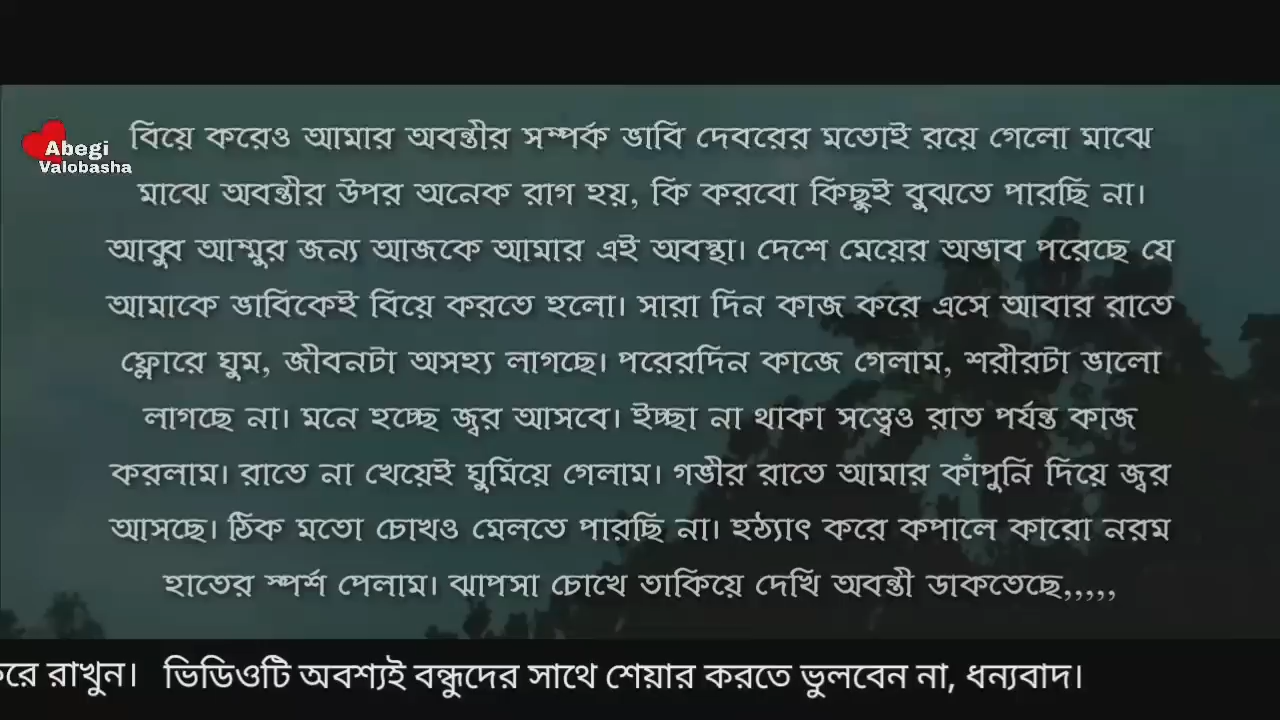 Abegi
Valobasha
বিয়ে করেও আমার অবন্তীর সম্পর্ক ভাবি দেবরের মতোই রয়ে গেলো মাঝে
মাঝে অবন্তীর উপর অনেক রাগ হয়, কি করবো কিছুই বুঝতে পারছি না।
আবুব আম্মুর জন্য আজকে আমার এই অবস্থা। দেশে মেয়ের অভাব পরেছে যে
আমাকে ভাবিকেই বিয়ে করতে হলো। সারা দিন কাজ করে এসে আবার রাতে
ফ্লোরে ঘুম, জীবনটা অসহ্য লাগছে। পরেরদিন কাজে গেলাম, শরীরটা ভালো
লাগছে না। মনে হচ্ছে জ্বর আসবে। ইচ্ছা না থাকা সত্ত্বেও রাত পর্যন্ত কাজ
করলাম। রাতে না খেয়েই ঘুমিয়ে গেলাম। গভীর রাতে আমার কাঁপুনি দিয়ে জ্বর
আসছে। ঠিক মতো চোখও মেলতে পারছি না। হঠ্যাৎ করে কপালে কারো নরম
হাতের স্পর্শ পেলাম। ঝাপসা চোখে তাকিয়ে দেখি অবন্তী ডাকতেছে,,,,,
রে রাখুন। ভিডিওটি অবশ্যই বন্ধুদের সাথে শেয়ার করতে ভুলবেন না, ধন্যবাদ।